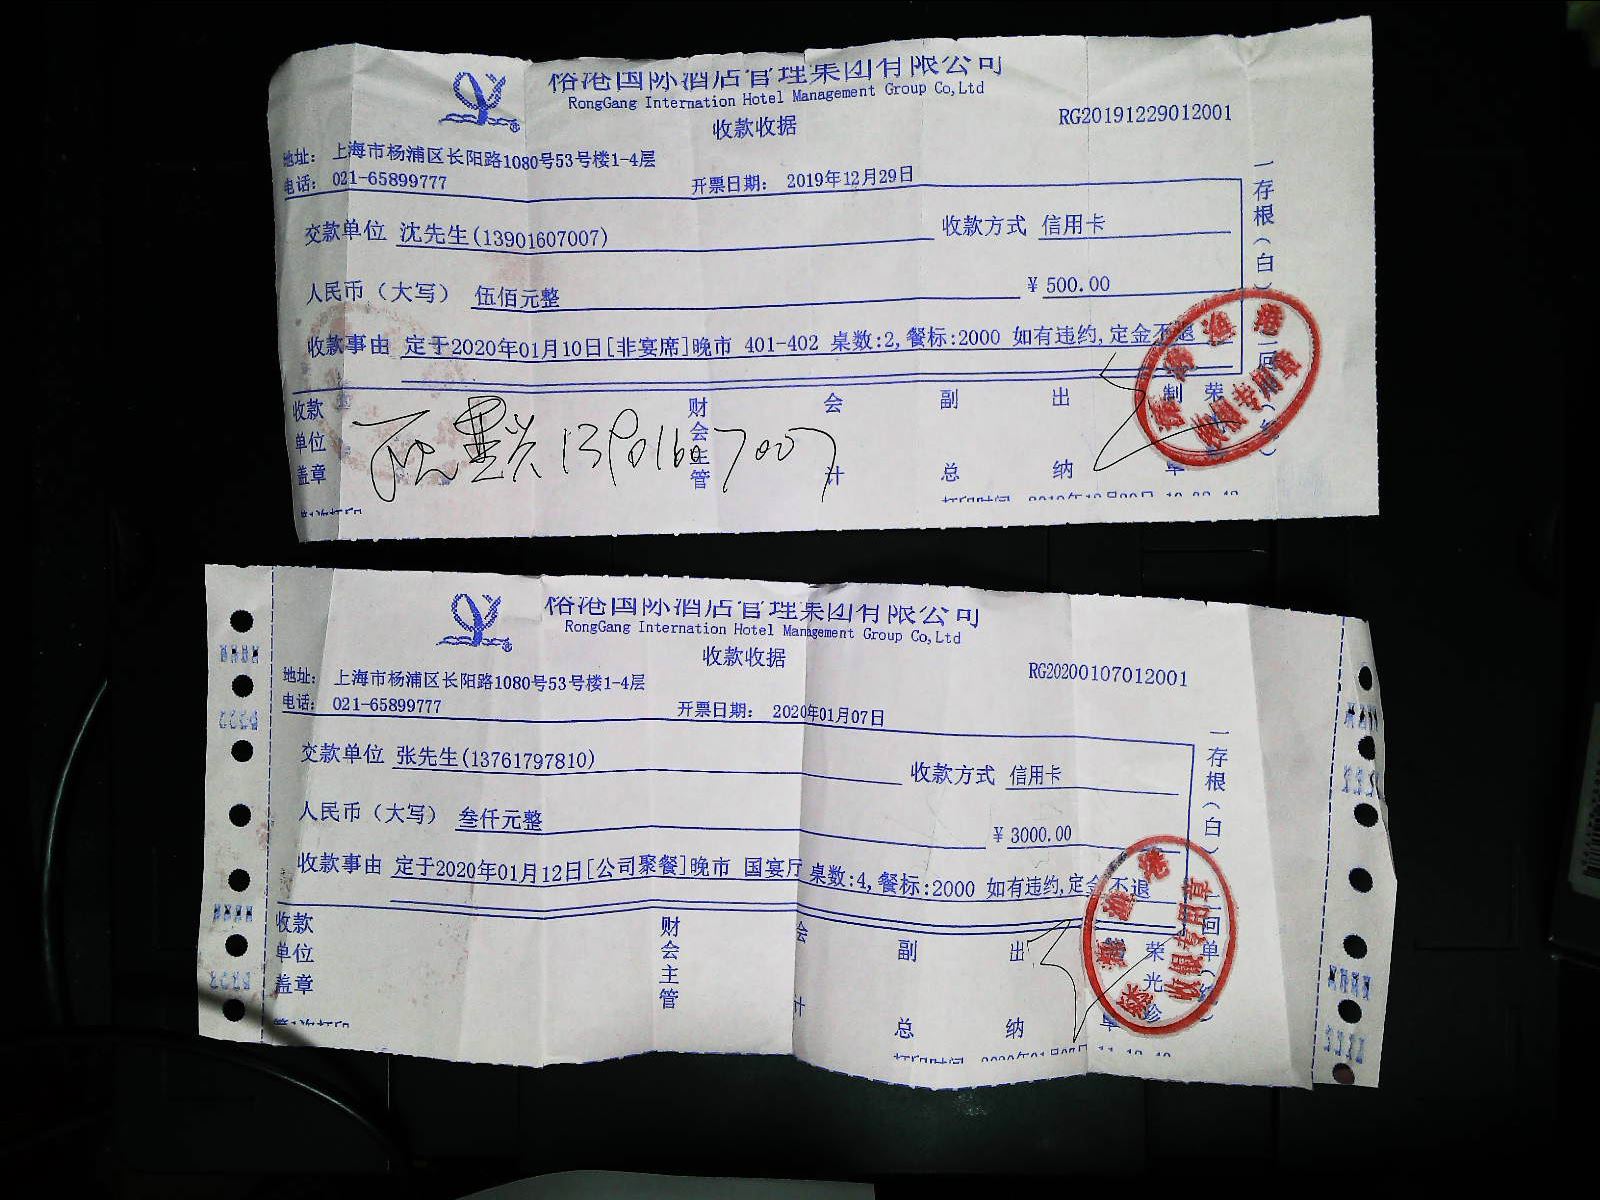 裕港国际酒店管理集团有限公司
RongGang Internation Hotel Management Group Co,Ltd
收款收据
RG20191229012001
地址： 上海市杨浦区长阳路1080号53号楼1-4层
电话： 021-65899777
开票日期： 2019年12月29日
交款单位 沈先生(13901607007) 收款方式 信用卡
人民币（大写） 伍佰元整 ¥ 500.00
收款事由 定于2020年01月10日[非宴席]晚市 401-402 桌数:2,餐标:2000 如有违约,定金不退
一存根(白)
收款单位盖章
财会主管
会计
副总
出纳
制单
荣
13901607007
裕港国际酒店管理集团有限公司
RongGang Internation Hotel Management Group Co,Ltd
收款收据
RG20200107012001
地址： 上海市杨浦区长阳路1080号53号楼1-4层
电话： 021-65899777
开票日期： 2020年01月07日
交款单位 张先生(13761797810) 收款方式 信用卡
人民币（大写） 叁仟元整 ¥ 3000.00
收款事由 定于2020年01月12日[公司聚餐]晚市 国宴厅 桌数:4,餐标:2000 如有违约,定金不退
一存根(白)
二回单
收款单位盖章
财会主管
会计
副总
出纳
单
荣光珍